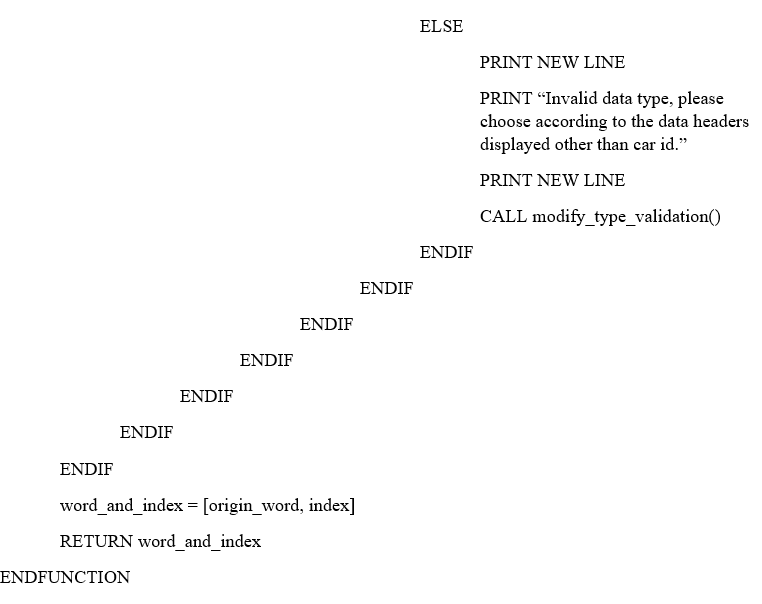 ELSE
PRINT NEW LINE
PRINT “Invalid data type, please
choose according to the data headers
displayed other than car id.”
PRINT NEW LINE
CALL modify_type_validation()
ENDIF
ENDIF
ENDIF
ENDIF
ENDIF
ENDIF
ENDIF
word_and_index = [origin_word, index]
RETURN word_and_index
ENDFUNCTION